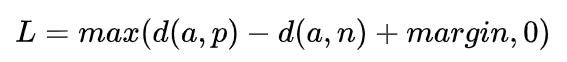 L = max(d(a, p) − d(a, n) + margin, 0)